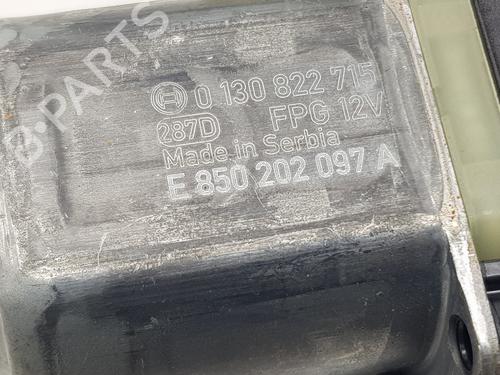 B-PARTS
0 130 822 715
287D FPG 12V
Made in Serbia
E 850 202 097 A